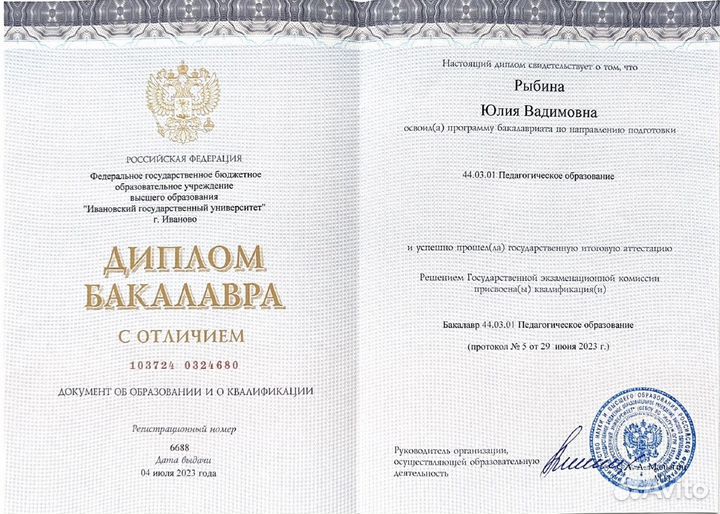 РОССИЙСКАЯ ФЕДЕРАЦИЯ
Федеральное государственное бюджетное
образовательное учреждение
высшего образования
"Ивановский государственный университет"
г. Иваново
ДИПЛОМ
БАКАЛАВРА
С ОТЛИЧИЕМ
103724 0324680
ДОКУМЕНТ ОБ ОБРАЗОВАНИИ И О КВАЛИФИКАЦИИ
Регистрационный номер
6688
Дата выдачи
04 июля 2023 года
Настоящий диплом свидетельствует о том, что
Рыбина
Юлия Вадимовна
освоил(а) программу бакалавриата по направлению подготовки
44.03.01 Педагогическое образование
и успешно прошел(ла) государственную итоговую аттестацию
Решением Государственной экзаменационной комиссии
присвоена(ы) квалификация(и)
Бакалавр 44.03.01 Педагогическое образование
(протокол № 5 от 29 июня 2023 г.)
Руководитель организации,
осуществляющей образовательную
деятельность
Avito